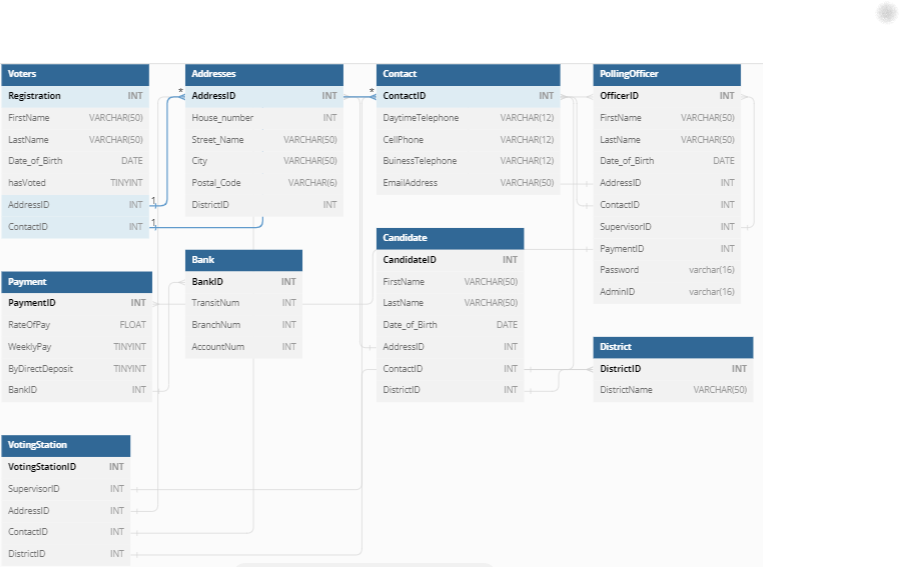 Voters
Registration INT
FirstName VARCHAR(50)
LastName VARCHAR(50)
Date_of_Birth DATE
hasVoted TINYINT
AddressID INT 1
ContactID INT 1
Addresses
* AddressID INT
House_number INT
Street_Name VARCHAR(50)
City VARCHAR(50)
Postal_Code VARCHAR(6)
DistrictID INT
Contact
* ContactID INT
DaytimeTelephone VARCHAR(12)
CellPhone VARCHAR(12)
BuinessTelephone VARCHAR(12)
EmailAddress VARCHAR(50)
PollingOfficer
OfficerID INT
FirstName VARCHAR(50)
LastName VARCHAR(50)
Date_of_Birth DATE
AddressID INT
ContactID INT
SupervisorID INT
PaymentID INT
Password varchar(16)
AdminID varchar(16)
Payment
PaymentID INT
RateOfPay FLOAT
WeeklyPay TINYINT
ByDirectDeposit TINYINT
BankID INT
Bank
BankID INT
TransitNum INT
BranchNum INT
AccountNum INT
Candidate
CandidateID INT
FirstName VARCHAR(50)
LastName VARCHAR(50)
Date_of_Birth DATE
AddressID INT
ContactID INT
DistrictID INT
District
DistrictID INT
DistrictName VARCHAR(50)
VotingStation
VotingStationID INT
SupervisorID INT
AddressID INT
ContactID INT
DistrictID INT